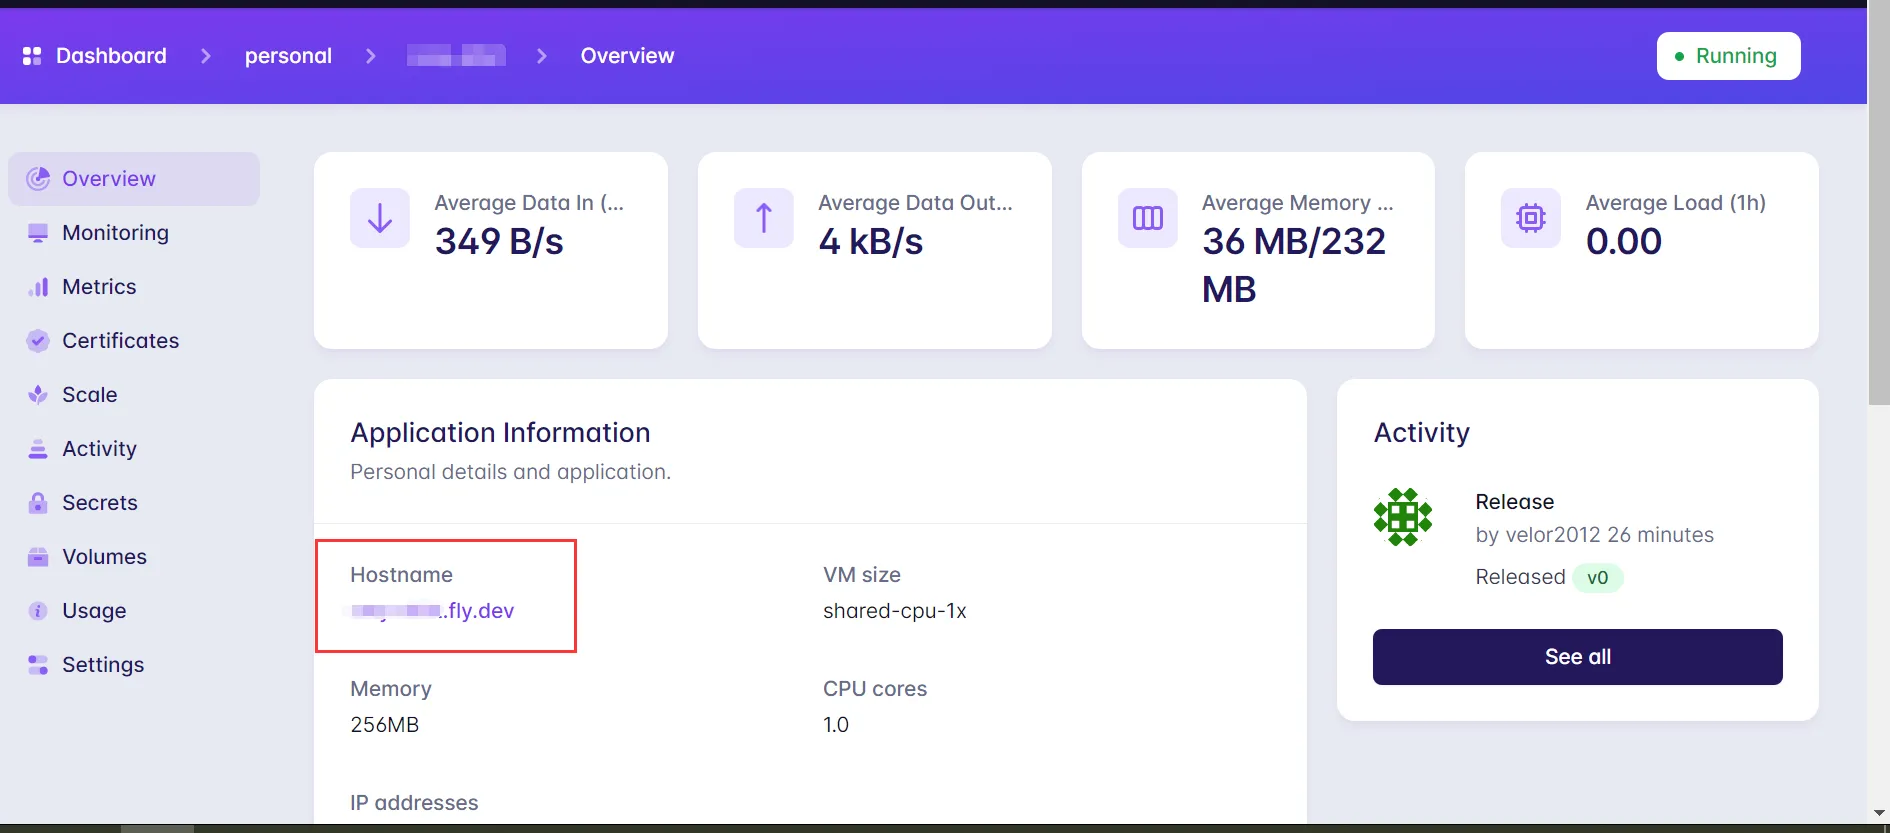 Dashboard
personal
Overview
Running
Overview
Monitoring
Metrics
Certificates
Scale
Activity
Secrets
Volumes
Usage
Settings
Average Data In (...
349 B/s
Average Data Out...
4 kB/s
Average Memory ...
36 MB/232
MB
Average Load (1h)
0.00
Application Information
Personal details and application.
Hostname
.fly.dev
VM size
shared-cpu-1x
Memory
256MB
CPU cores
1.0
IP addresses
Activity
Release
by velor2012 26 minutes
Released v0
See all